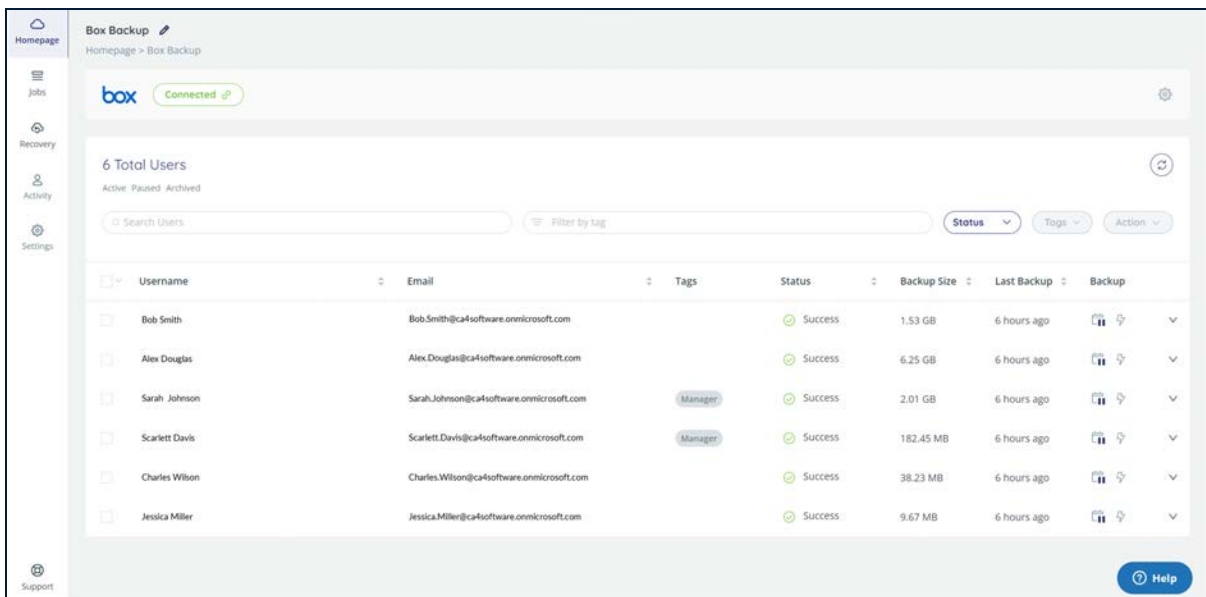 Box Backup
Homepage > Box Backup
Homepage
Jobs
Recovery
Activity
Settings
Support
box Connected
6 Total Users
Active Paused Archived
Search Users Filter by tag Status Tags Action
Username Email Tags Status Backup Size Last Backup Backup
Bob Smith Bob.Smith@ca4software.onmicrosoft.com Success 1.53 GB 6 hours ago
Alex Douglas Alex.Douglas@ca4software.onmicrosoft.com Success 6.25 GB 6 hours ago
Sarah Johnson Sarah.Johnson@ca4software.onmicrosoft.com Manager Success 2.01 GB 6 hours ago
Scarlett Davis Scarlett.Davis@ca4software.onmicrosoft.com Manager Success 182.45 MB 6 hours ago
Charles Wilson Charles.Wilson@ca4software.onmicrosoft.com Success 38.23 MB 6 hours ago
Jessica Miller Jessica.Miller@ca4software.onmicrosoft.com Success 9.67 MB 6 hours ago
Help